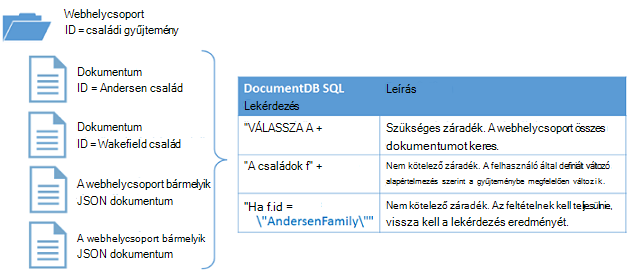 Webhelycsoport
ID = családi gyűjtemény
Dokumentum
ID = Andersen család
Dokumentum
ID = Wakefield család
A webhelycsoport bármelyik
JSON dokumentum
A webhelycsoport bármelyik
JSON dokumentum
DocumentDB SQL
Lekérdezés
Leírás
"VÁLASSZA A +
Szükséges záradék. A webhelycsoport összes
dokumentumot keres.
"A családok f" +
Nem kötelező záradék. A felhasználó által definiált változó
alapértelmezés szerint a gyűjteménybe megfelelően változik.
"Ha f.id =
\"AndersenFamily\""
Nem kötelező záradék. Az feltételnek kell teljesülnie,
vissza kell a lekérdezés eredményét.